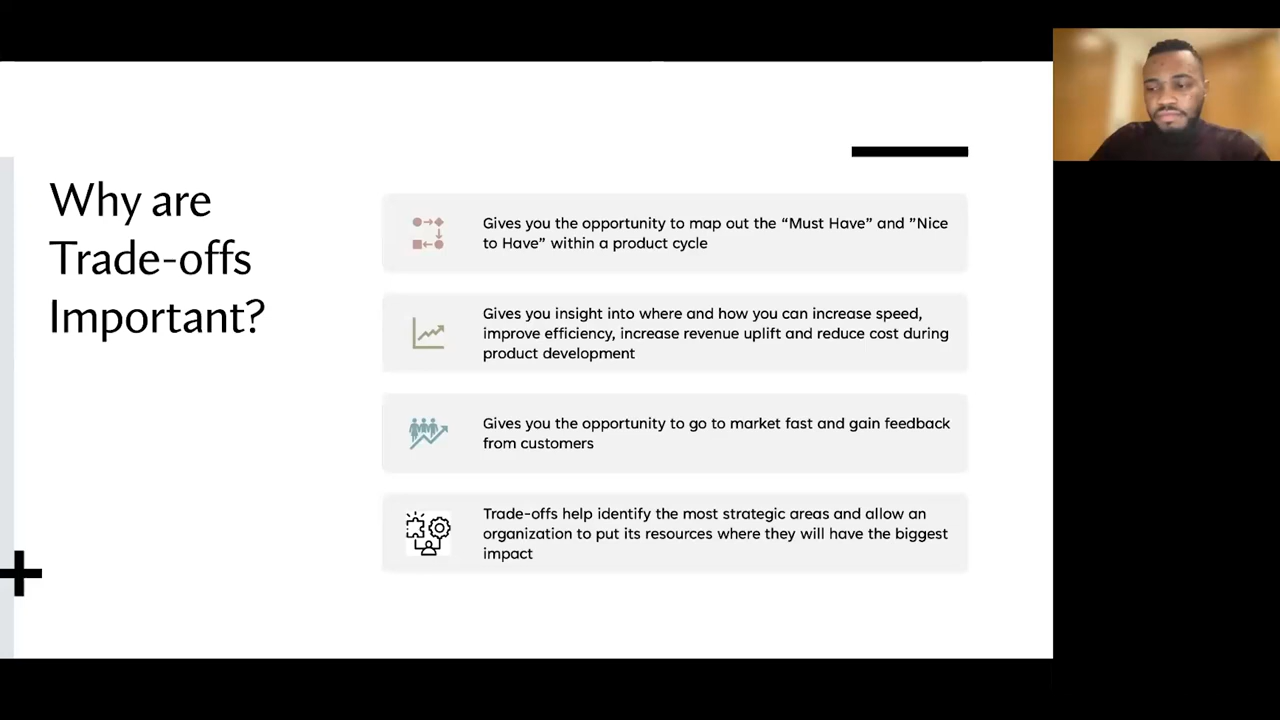 Why are
Trade-offs
Important?
Gives you the opportunity to map out the “Must Have” and ”Nice
to Have” within a product cycle
Gives you insight into where and how you can increase speed,
improve efficiency, increase revenue uplift and reduce cost during
product development
Gives you the opportunity to go to market fast and gain feedback
from customers
Trade-offs help identify the most strategic areas and allow an
organization to put its resources where they will have the biggest
impact